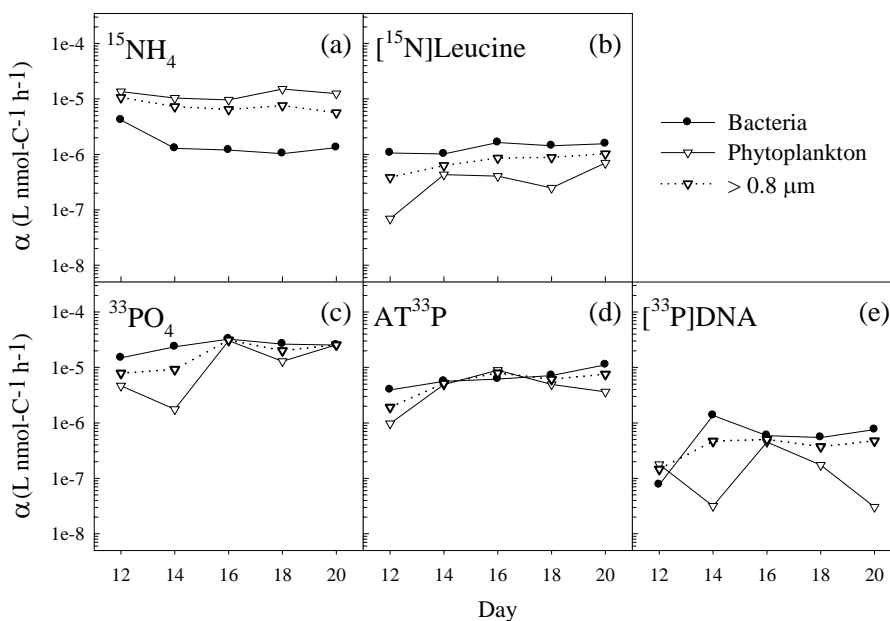 ¹⁵NH₄ (a)
[¹⁵N]Leucine (b)
1e-4
1e-5
1e-6
1e-7
1e-8
α (L nmol-C⁻¹ h-¹)
Bacteria
Phytoplankton
> 0.8 μm
³³PO₄ (c)
AT³³P (d)
[³³P]DNA (e)
1e-4
1e-5
1e-6
1e-7
1e-8
α (L nmol-C⁻¹ h-¹)
12 14 16 18 20
12 14 16 18 20
12 14 16 18 20
Day